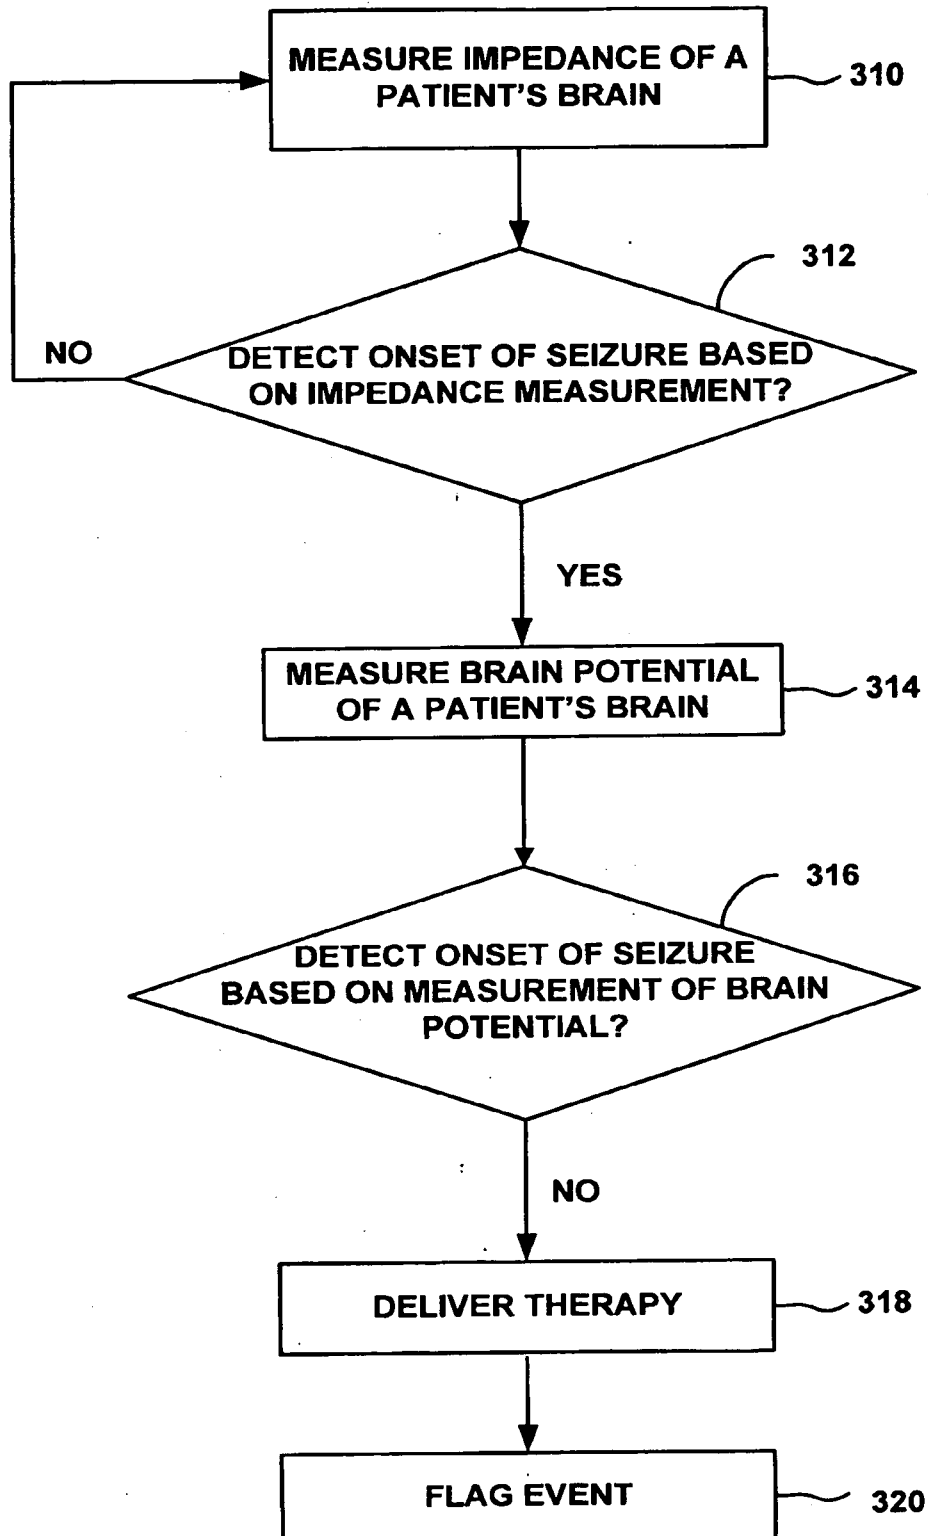 MEASURE IMPEDANCE OF A
PATIENT'S BRAIN
310
312
NO
DETECT ONSET OF SEIZURE BASED
ON IMPEDANCE MEASUREMENT?
YES
MEASURE BRAIN POTENTIAL
OF A PATIENT'S BRAIN
314
316
DETECT ONSET OF SEIZURE
BASED ON MEASUREMENT OF BRAIN
POTENTIAL?
NO
DELIVER THERAPY
318
FLAG EVENT
320